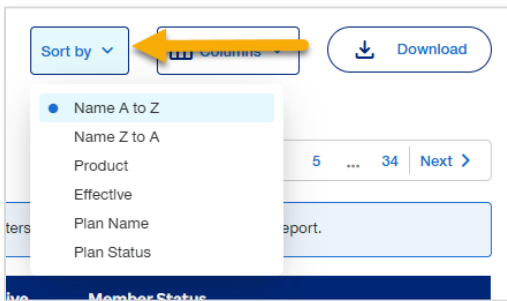 Sort by
Columns
Download
Name A to Z
Name Z to A
Product
Effective
Plan Name
Plan Status
5 ... 34 Next
ters
eport.
ive Member Status